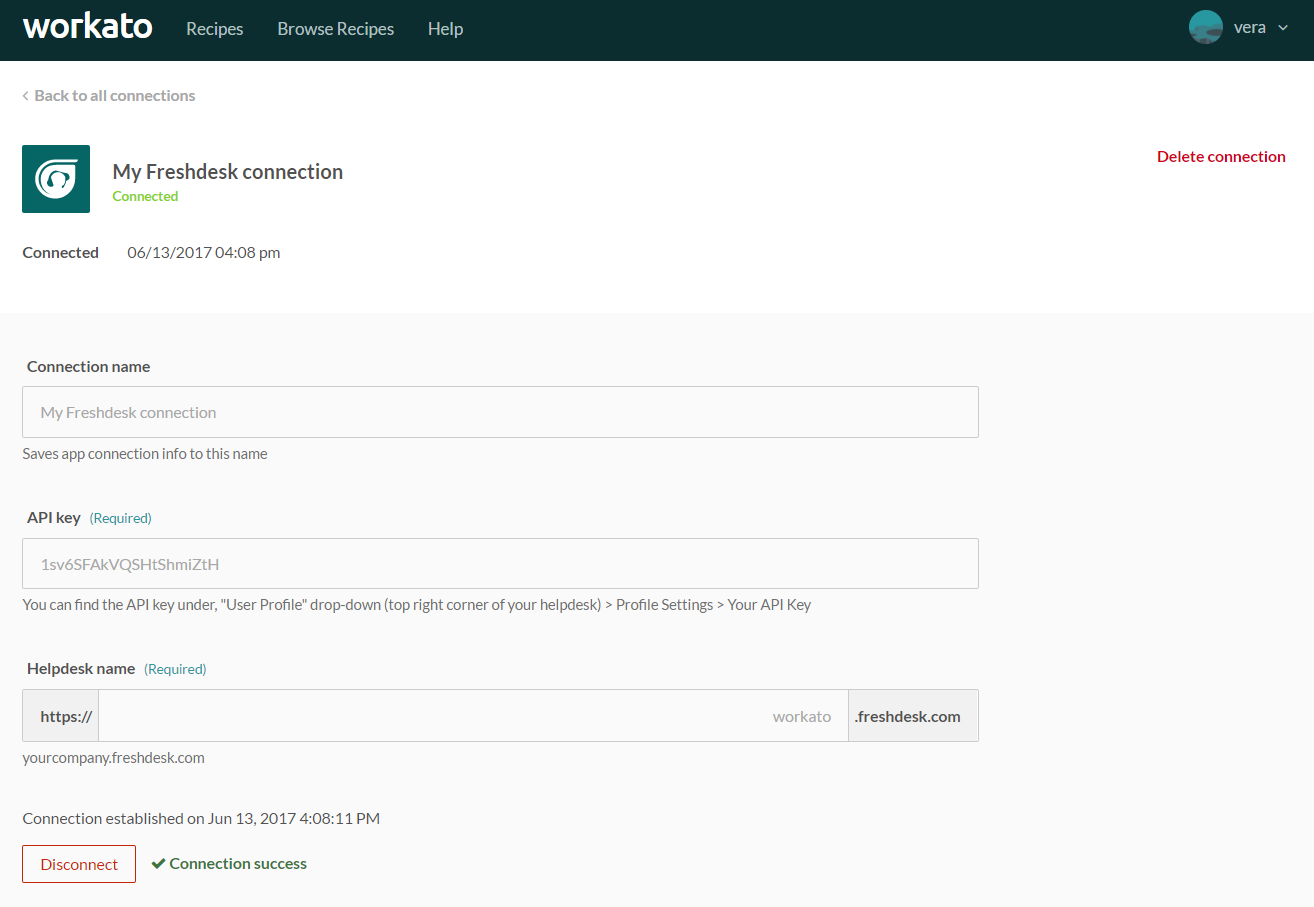 workato Recipes Browse Recipes Help vera
Back to all connections
My Freshdesk connection
Delete connection
Connected
Connected 06/13/2017 04:08 pm
Connection name
My Freshdesk connection
Saves app connection info to this name
API key (Required)
1sv6SFAkVQSHtShmiZtH
You can find the API key under, "User Profile" drop-down (top right corner of your helpdesk) > Profile Settings > Your API Key
Helpdesk name (Required)
https:// workato .freshdesk.com
yourcompany.freshdesk.com
Connection established on Jun 13, 2017 4:08:11 PM
Disconnect Connection success